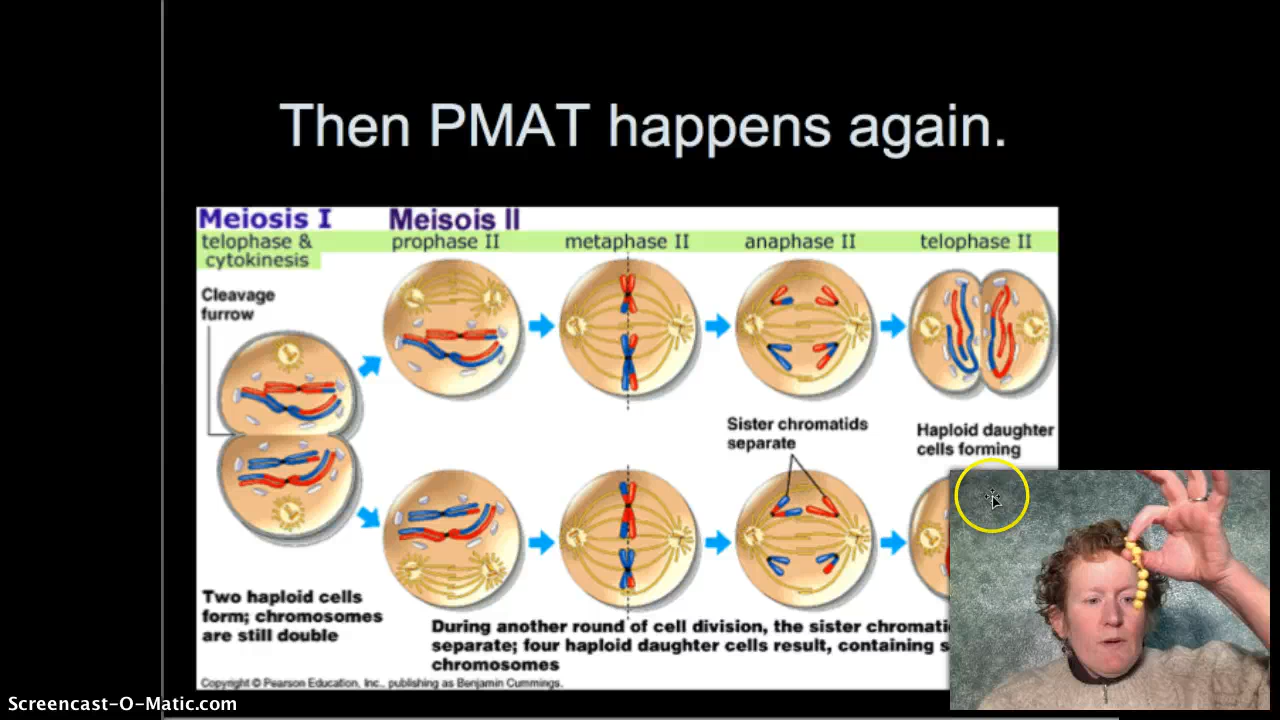 Then PMAT happens again.
Meiosis I
Meisois II
telophase &
cytokinesis
prophase II
metaphase II
anaphase II
telophase II
Cleavage
furrow
Sister chromatids
separate
Haploid daughter
cells forming
Two haploid cells
form; chromosomes
are still double
During another round of cell division, the sister chromati
separate; four haploid daughter cells result, containing s
chromosomes
Copyright © Pearson Education, Inc., publishing as Benjamin Cummings.
Screencast-O-Matic.com